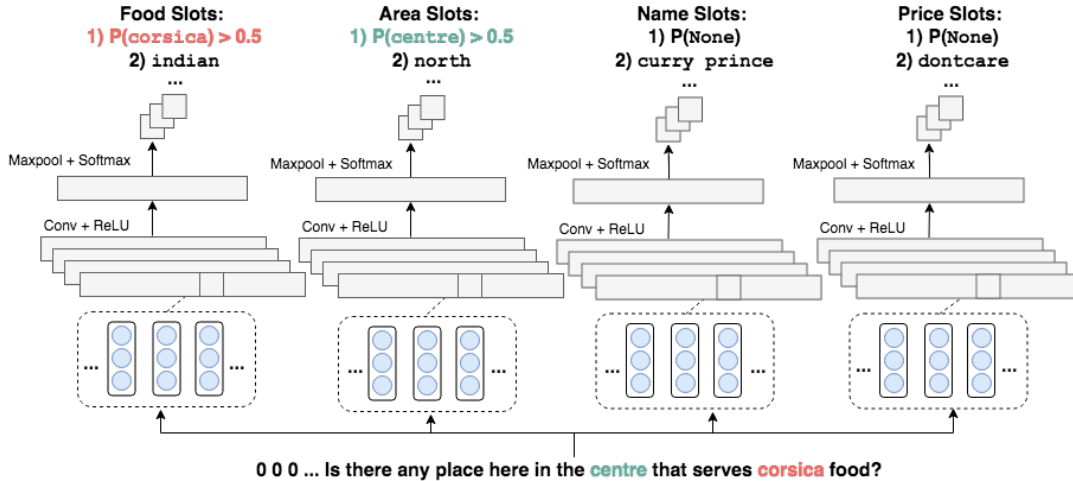 Food Slots:
1) P(corsica) > 0.5
2) indian
...
Maxpool + Softmax
Conv + ReLU
... ...
Area Slots:
1) P(centre) > 0.5
2) north
...
Maxpool + Softmax
Conv + ReLU
... ...
Name Slots:
1) P(None)
2) curry prince
...
Maxpool + Softmax
Conv + ReLU
... ...
Price Slots:
1) P(None)
2) dontcare
...
Maxpool + Softmax
Conv + ReLU
... ...
0 0 0 ... Is there any place here in the centre that serves corsica food?